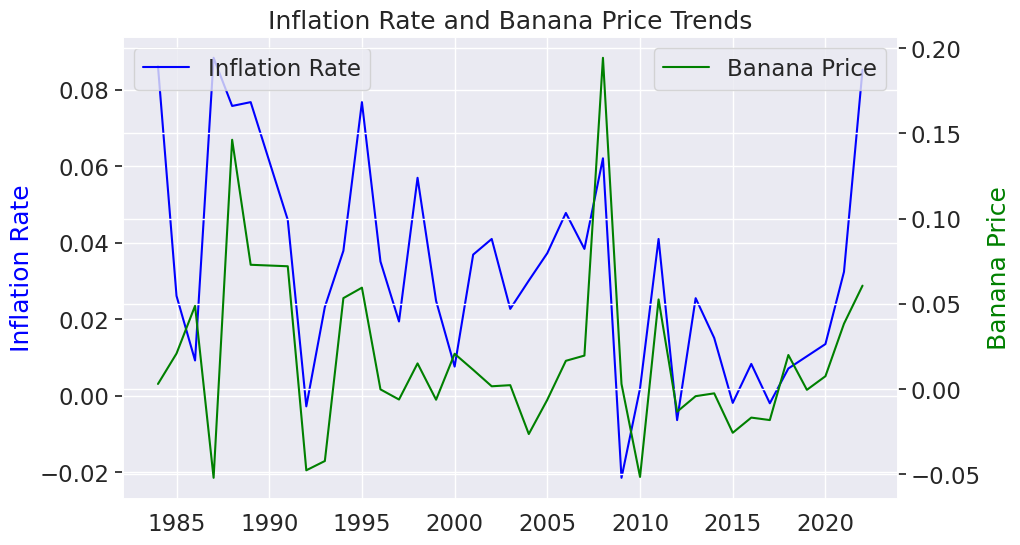 Inflation Rate and Banana Price Trends
Inflation Rate
Banana Price
0.08
0.06
0.04
0.02
0.00
−0.02
Inflation Rate
0.20
0.15
0.10
0.05
0.00
−0.05
Banana Price
1985 1990 1995 2000 2005 2010 2015 2020